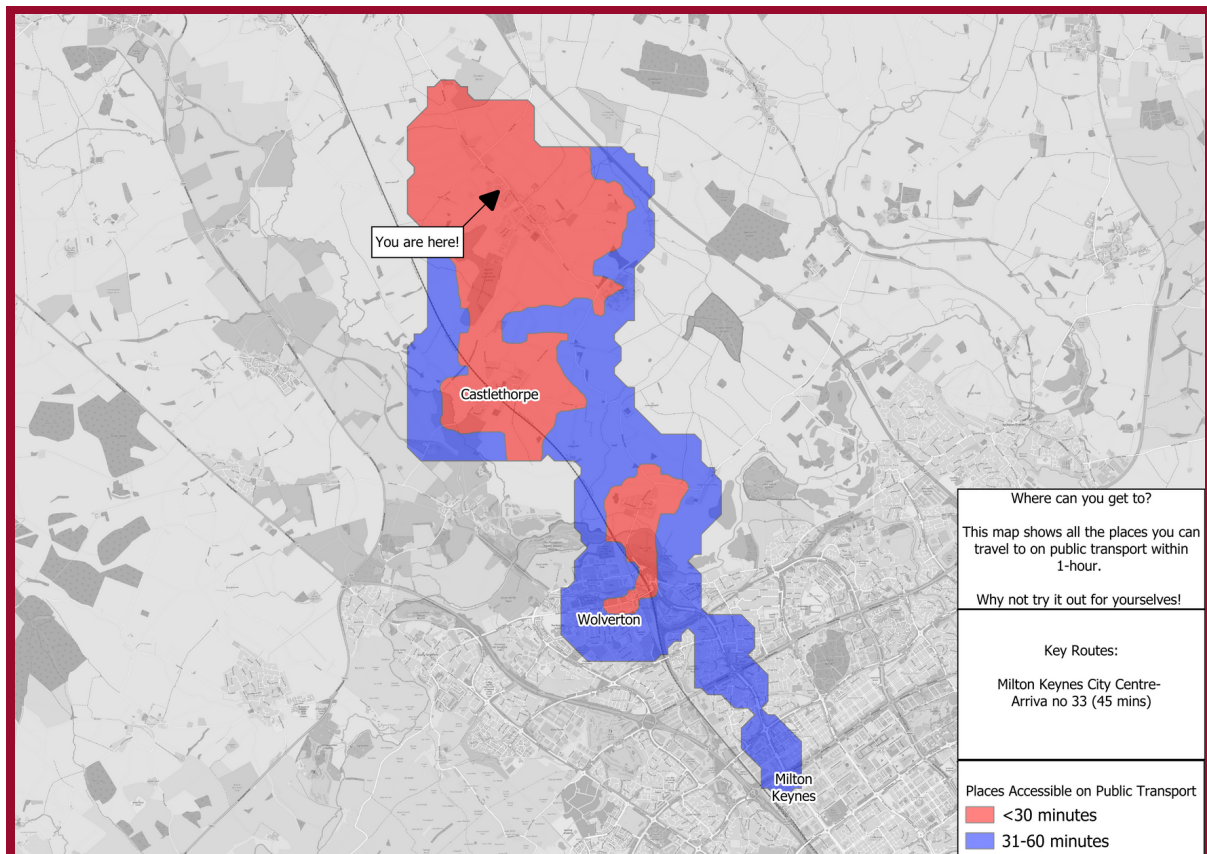 You are here!
Castlethorpe
Wolverton
Milton
Keynes
Where can you get to?
This map shows all the places you can
travel to on public transport within
1-hour.
Why not try it out for yourselves!
Key Routes:
Milton Keynes City Centre-
Arriva no 33 (45 mins)
Places Accessible on Public Transport
<30 minutes
31-60 minutes